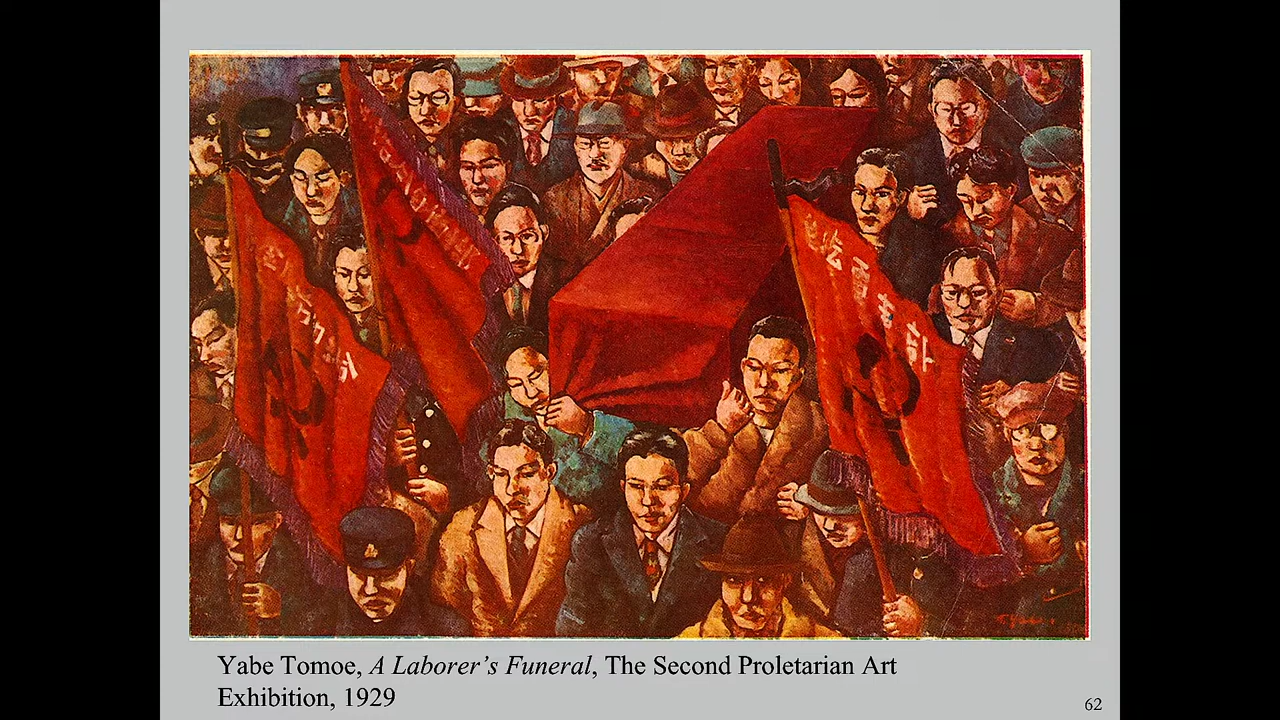 Yabe Tomoe, A Laborer’s Funeral, The Second Proletarian Art
Exhibition, 1929
62